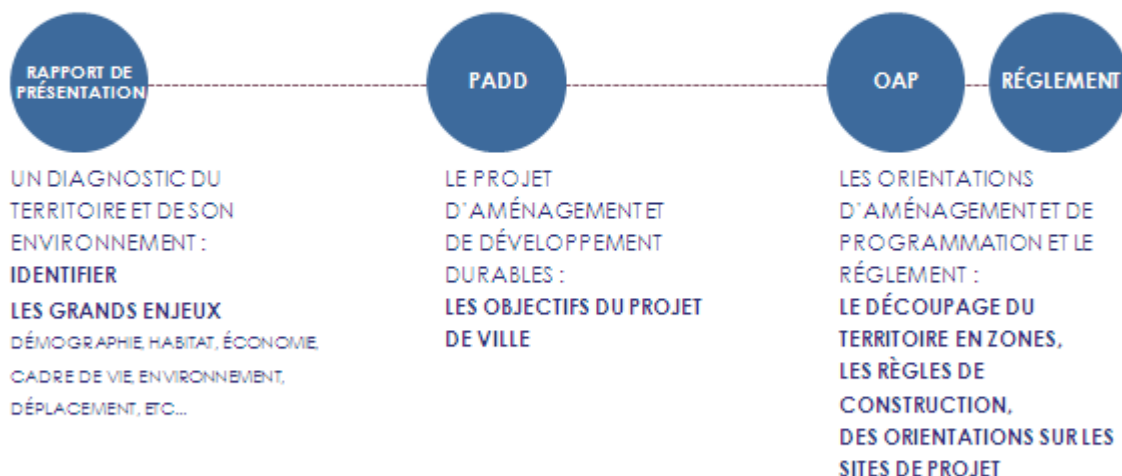 RAPPORT DE
PRÉSENTATION
PADD
OAP
RÉGLEMENT
UN DIAGNOSTIC DU
TERRITOIRE ET DE SON
ENVIRONNEMENT :
IDENTIFIER
LES GRANDS ENJEUX
DÉMOGRAPHIE, HABITAT, ÉCONOMIE,
CADRE DE VIE, ENVIRONNEMENT,
DÉPLACEMENT, ETC...
LE PROJET
D'AMÉNAGEMENT ET
DE DÉVELOPPEMENT
DURABLES :
LES OBJECTIFS DU PROJET
DE VILLE
LES ORIENTATIONS
D'AMÉNAGEMENT ET DE
PROGRAMMATION ET LE
RÉGLEMENT :
LE DÉCOUPAGE DU
TERRITOIRE EN ZONES,
LES RÈGLES DE
CONSTRUCTION,
DES ORIENTATIONS SUR LES
SITES DE PROJET